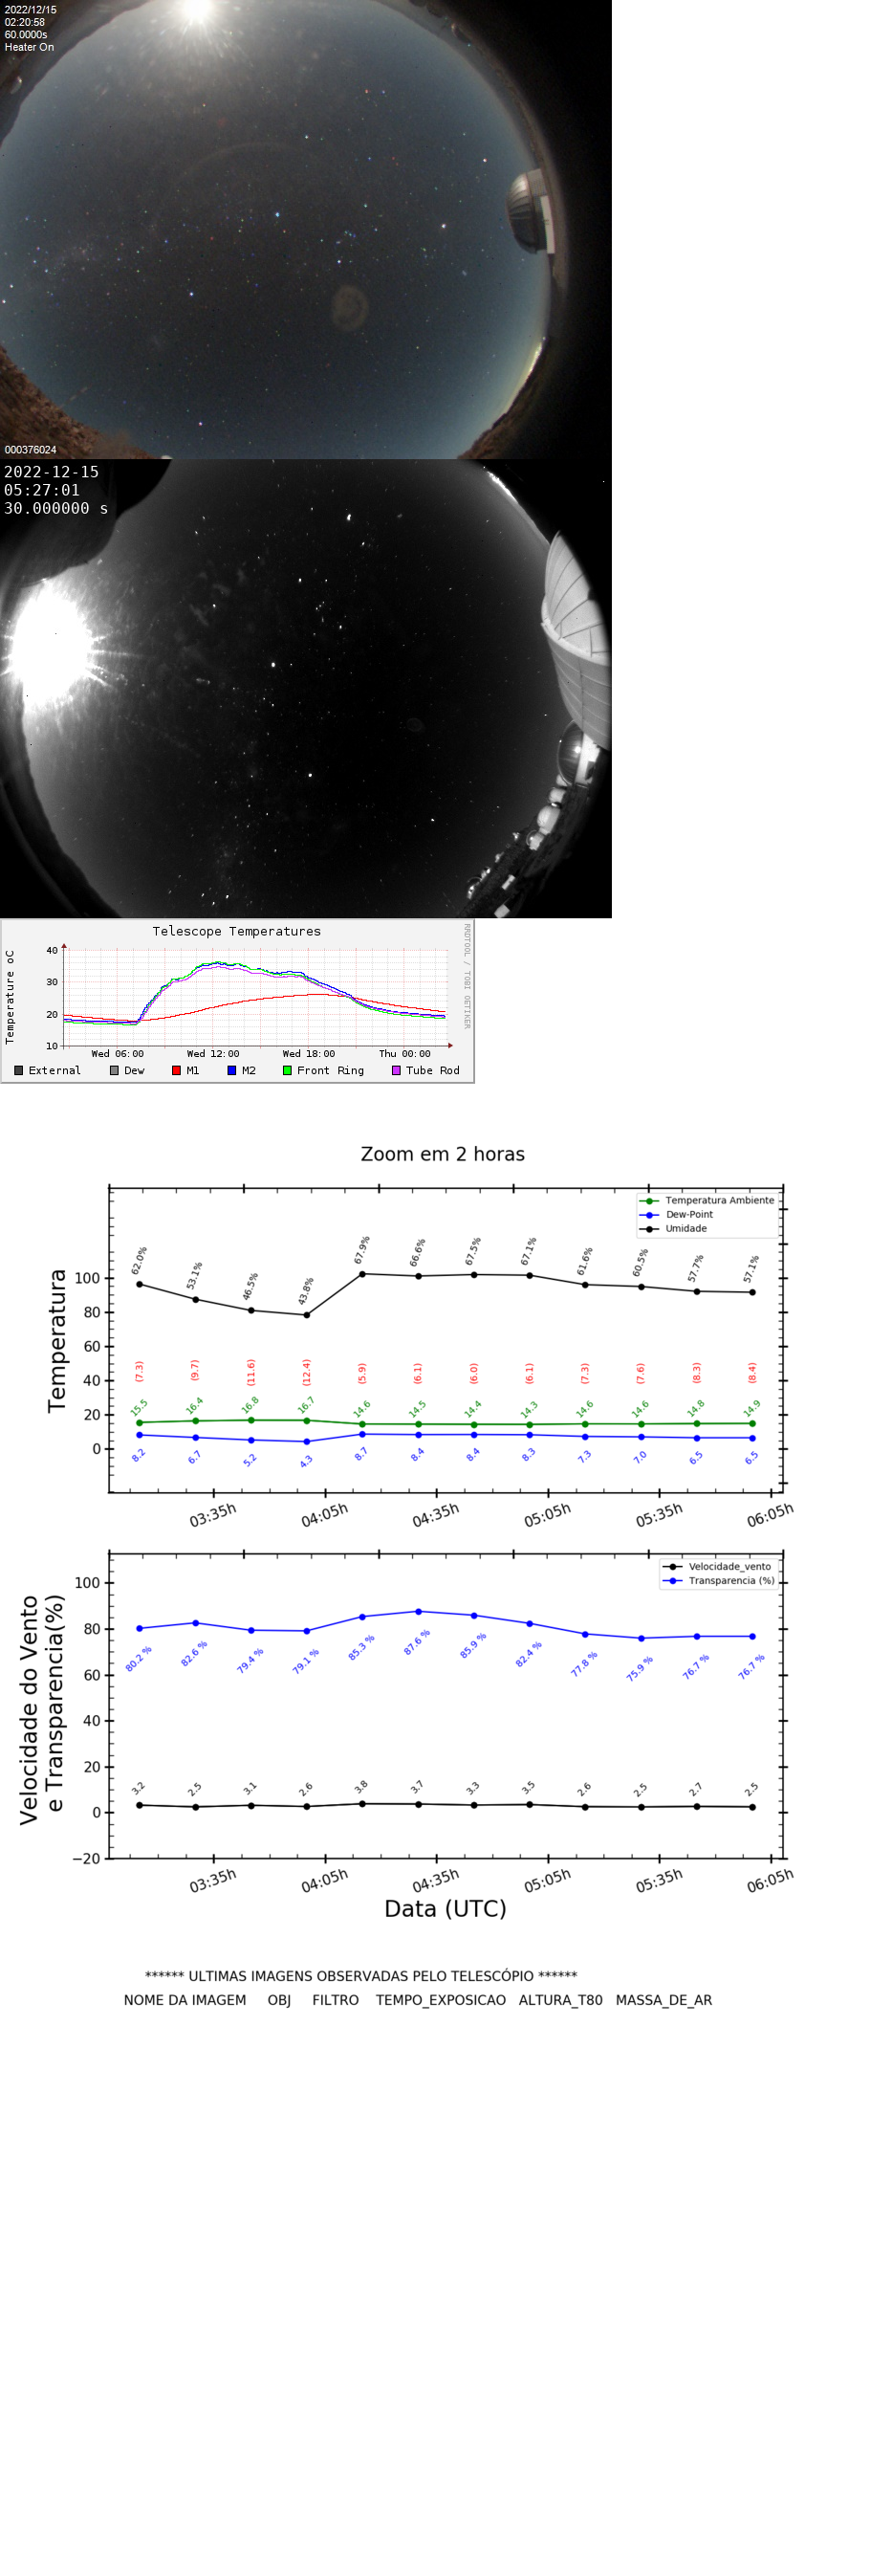 2022/12/15
02:20:58
60.0000s
Heater On
000376024
2022-12-15
05:27:01
30.000000 s
Telescope Temperatures
RRDTOOL / TOBI OETIKER
Temperature oC
40
30
20
10
Wed 06:00 Wed 12:00 Wed 18:00 Thu 00:00
External Dew M1 M2 Front Ring Tube Rod
Zoom em 2 horas
Temperatura Ambiente
Dew-Point
Umidade
Temperatura
100
80
60
40
20
0
62.0% 53.1% 46.5% 43.8% 67.9% 66.6% 67.5% 67.1% 61.6% 60.5% 57.7% 57.1%
(7.3) (9.7) (11.6) (12.4) (5.9) (6.1) (6.0) (6.1) (7.3) (7.6) (8.3) (8.4)
15.5 16.4 16.8 16.7 14.6 14.5 14.4 14.3 14.6 14.6 14.8 14.9
8.2 6.7 5.2 4.3 8.7 8.4 8.4 8.3 7.3 7.0 6.5 6.5
03:35h 04:05h 04:35h 05:05h 05:35h 06:05h
Velocidade_vento
Transparencia (%)
Velocidade do Vento
e Transparencia(%)
100
80
60
40
20
0
−20
80.2 % 82.6 % 79.4 % 79.1 % 85.3 % 87.6 % 85.9 % 82.4 % 77.8 % 75.9 % 76.7 % 76.7 %
3.2 2.5 3.1 2.6 3.8 3.7 3.3 3.5 2.6 2.5 2.7 2.5
03:35h 04:05h 04:35h 05:05h 05:35h 06:05h
Data (UTC)
****** ULTIMAS IMAGENS OBSERVADAS PELO TELESCÓPIO ******
NOME DA IMAGEM OBJ FILTRO TEMPO_EXPOSICAO ALTURA_T80 MASSA_DE_AR